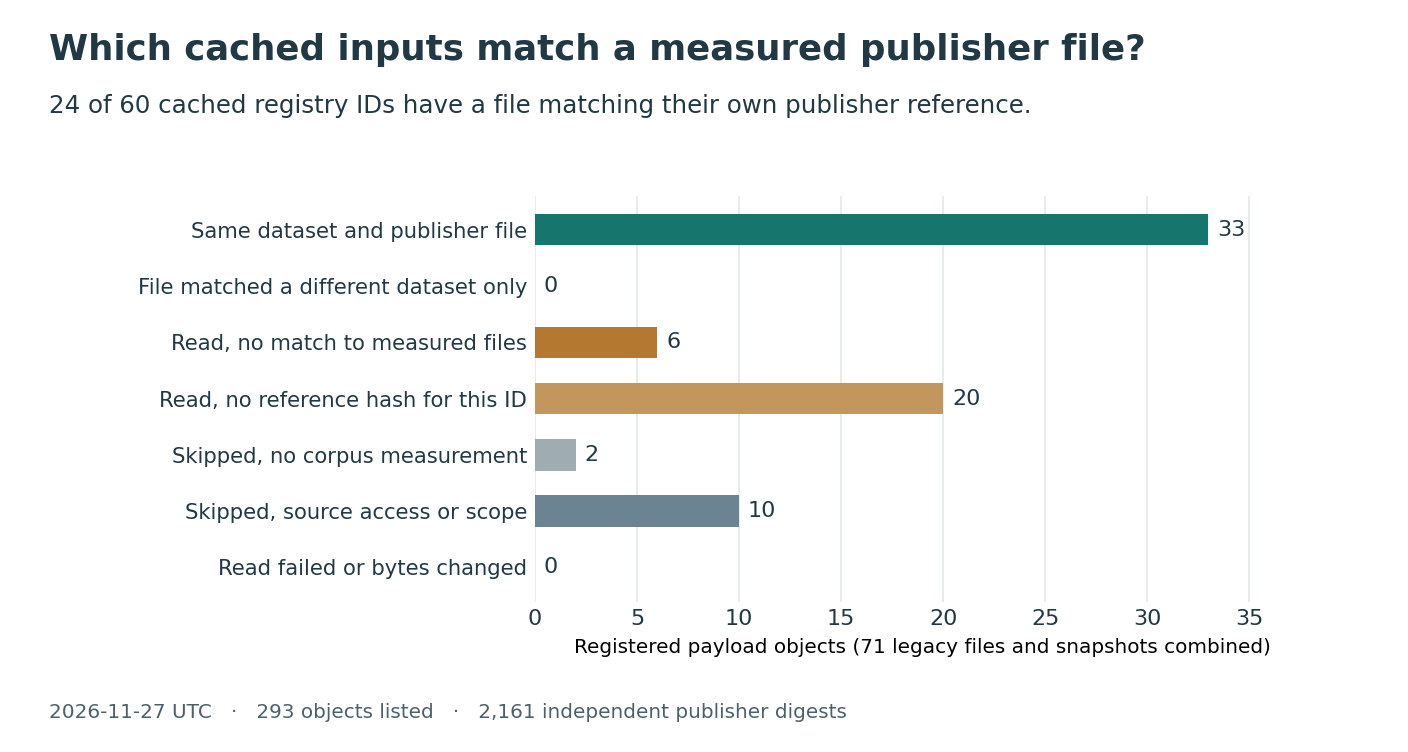 Which cached inputs match a measured publisher file?
24 of 60 cached registry IDs have a file matching their own publisher reference.
Same dataset and publisher file 33
File matched a different dataset only 0
Read, no match to measured files 6
Read, no reference hash for this ID 20
Skipped, no corpus measurement 2
Skipped, source access or scope 10
Read failed or bytes changed 0
0 5 10 15 20 25 30 35
Registered payload objects (71 legacy files and snapshots combined)
2026-11-27 UTC · 293 objects listed · 2,161 independent publisher digests